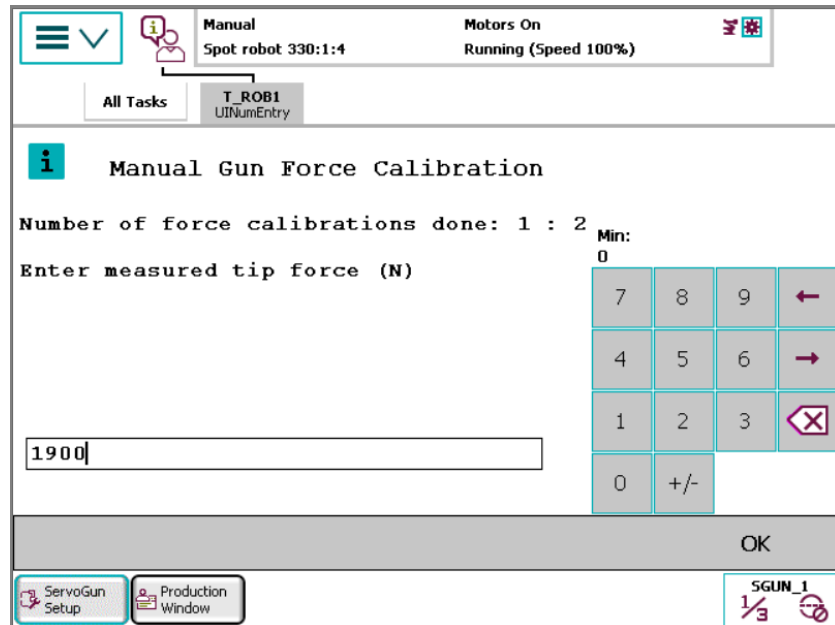 Manual
Spot robot 330:1:4
Motors On
Running (Speed 100%)
All Tasks
T_ROB1
UINumEntry
Manual Gun Force Calibration
Number of force calibrations done: 1 : 2
Enter measured tip force (N)
1900
Min:
0
7 8 9
4 5 6
1 2 3
0 +/-
OK
ServoGun
Setup
Production
Window
SGUN_1
1/3